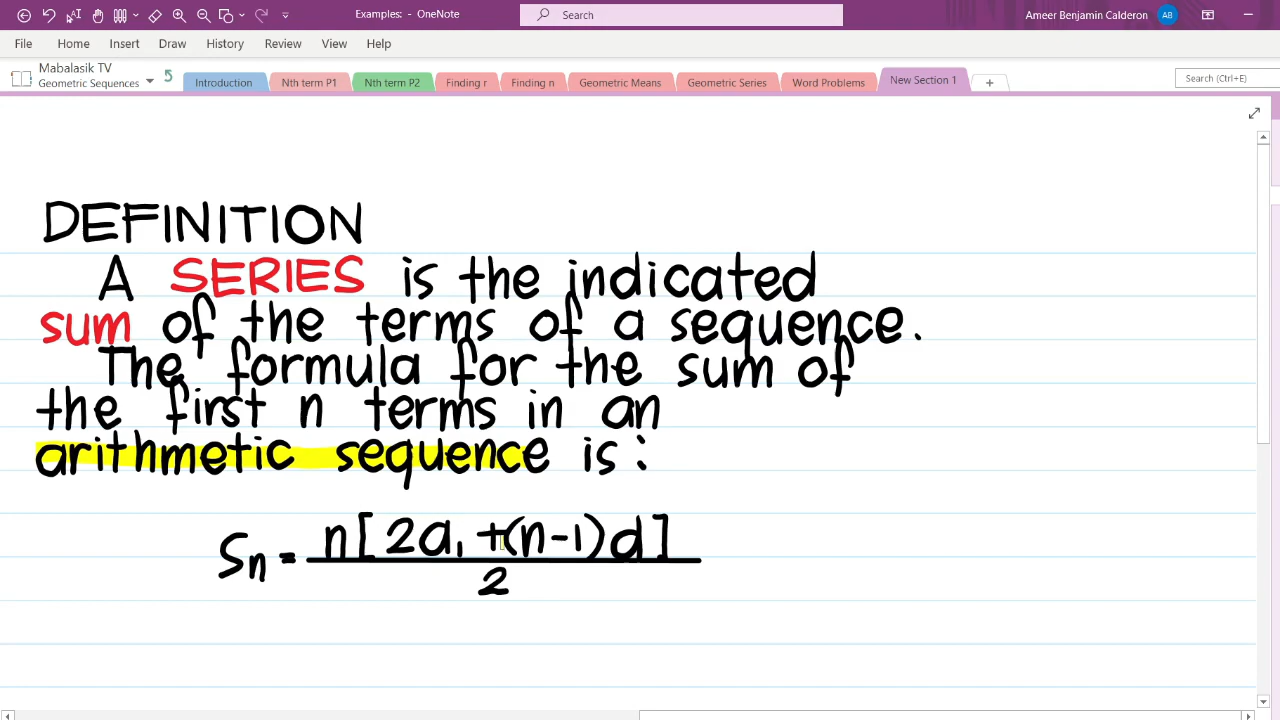 Examples: - OneNote
Search
Ameer Benjamin Calderon AB
File Home Insert Draw History Review View Help
Mabalasik TV
Geometric Sequences
Introduction Nth term P1 Nth term P2 Finding r Finding n Geometric Means Geometric Series Word Problems New Section 1 +
Search (Ctrl+E)
DEFINITION
A SERIES is the indicated
sum of the terms of a sequence.
The formula for the sum of
the first n terms in an
arithmetic sequence is:
Sn = n[2a₁+(n-1)d]
2